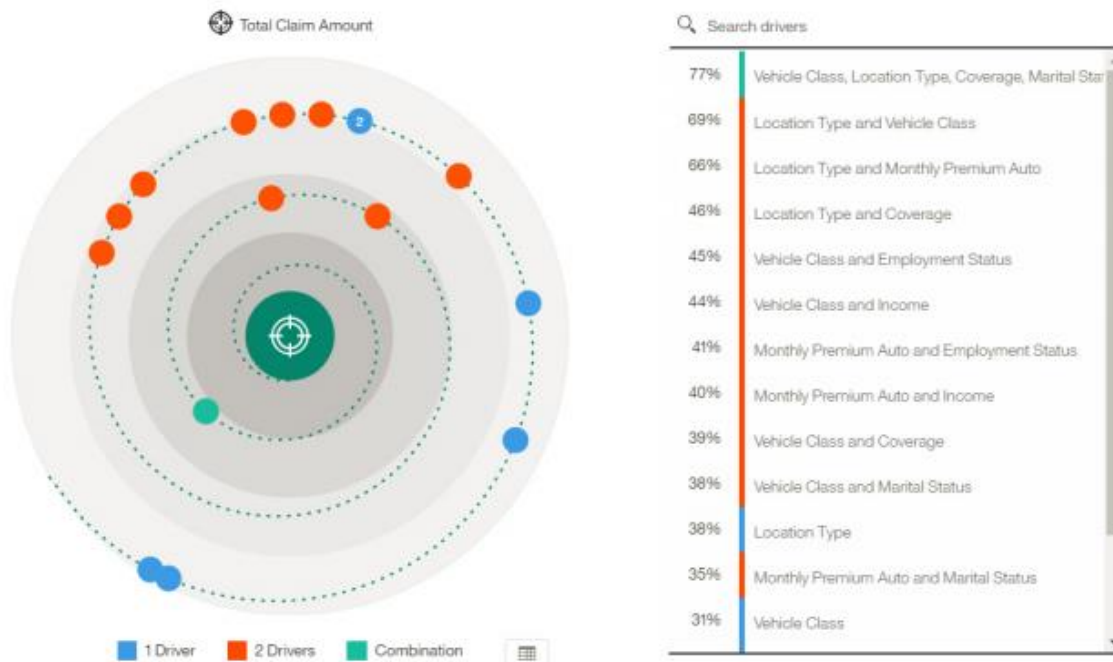 Total Claim Amount
2
1 Driver
2 Drivers
Combination
Search drivers
77% Vehicle Class, Location Type, Coverage, Marital Stat
69% Location Type and Vehicle Class
66% Location Type and Monthly Premium Auto
46% Location Type and Coverage
45% Vehicle Class and Employment Status
44% Vehicle Class and Income
41% Monthly Premium Auto and Employment Status
40% Monthly Premium Auto and Income
39% Vehicle Class and Coverage
38% Vehicle Class and Marital Status
38% Location Type
35% Monthly Premium Auto and Marital Status
31% Vehicle Class